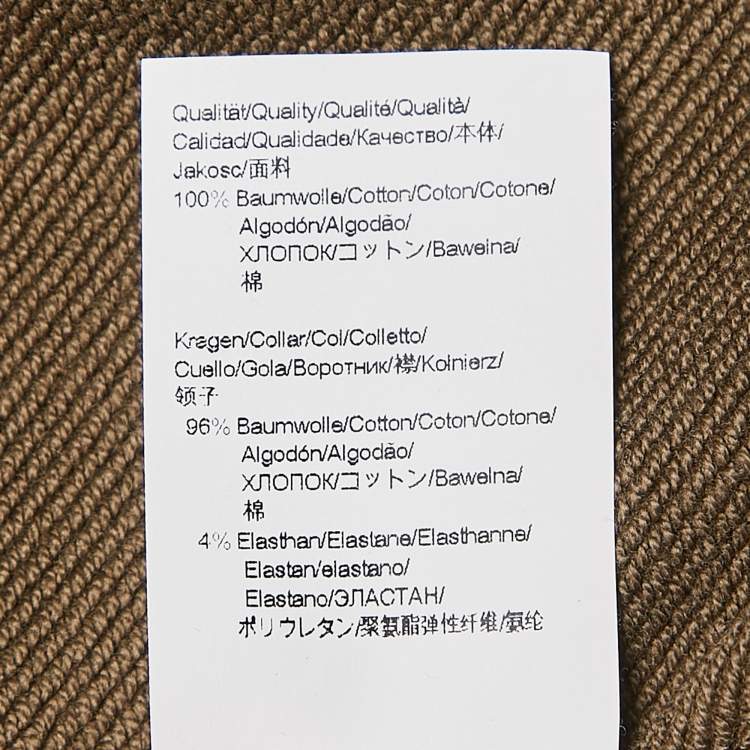 Qualität/Quality/Qualité/Qualità/
Calidad/Qualidade/Качество/本体/
Jakosc/面料
100% Baumwolle/Cotton/Coton/Cotone/
Algodón/Algodão/
ХЛОПОК/コットン/Bawelna/
棉
Kragen/Collar/Col/Colletto/
Cuello/Gola/Воротник/襟/Kołnierz/
领子
96% Baumwolle/Cotton/Coton/Cotone/
Algodón/Algodão/
ХЛОПОК/コットン/Bawelna/
棉
4% Elasthan/Elastane/Elasthanne/
Elastan/elastano/
Elastano/ЭЛАСТАН/
ポリウレタン/聚氨酯弹性纤维/氨纶